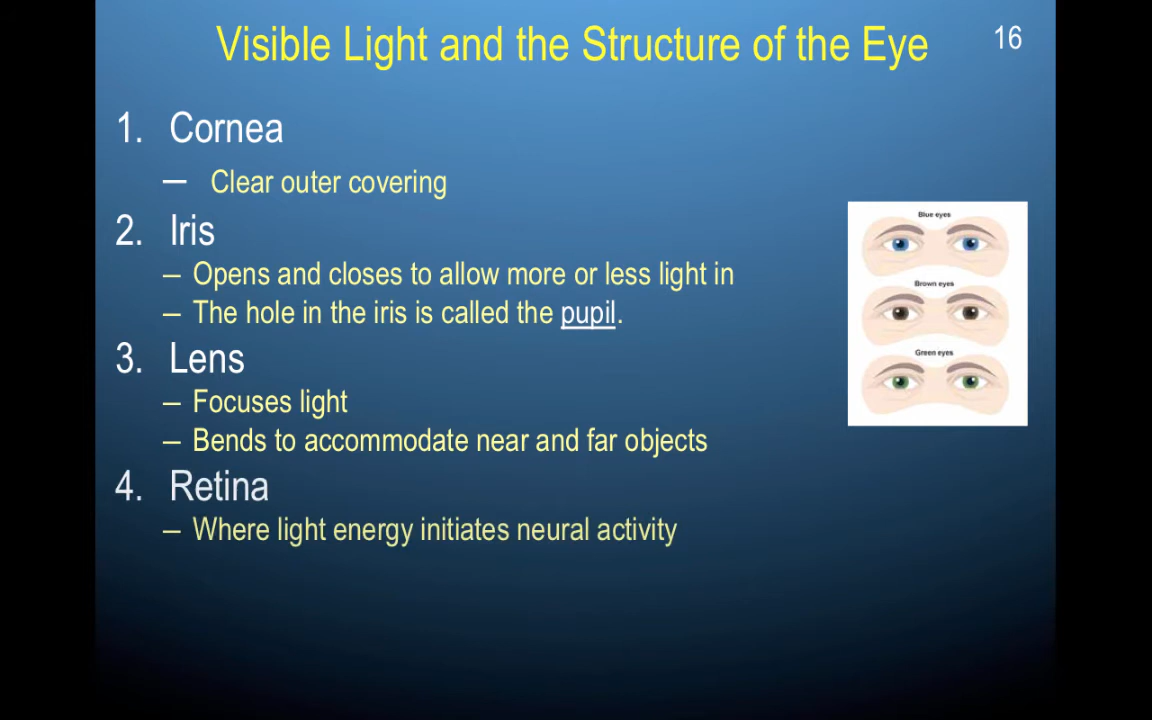 Visible Light and the Structure of the Eye
16
1. Cornea
– Clear outer covering
2. Iris
– Opens and closes to allow more or less light in
– The hole in the iris is called the pupil.
3. Lens
– Focuses light
– Bends to accommodate near and far objects
4. Retina
– Where light energy initiates neural activity
Blue eyes
Brown eyes
Green eyes